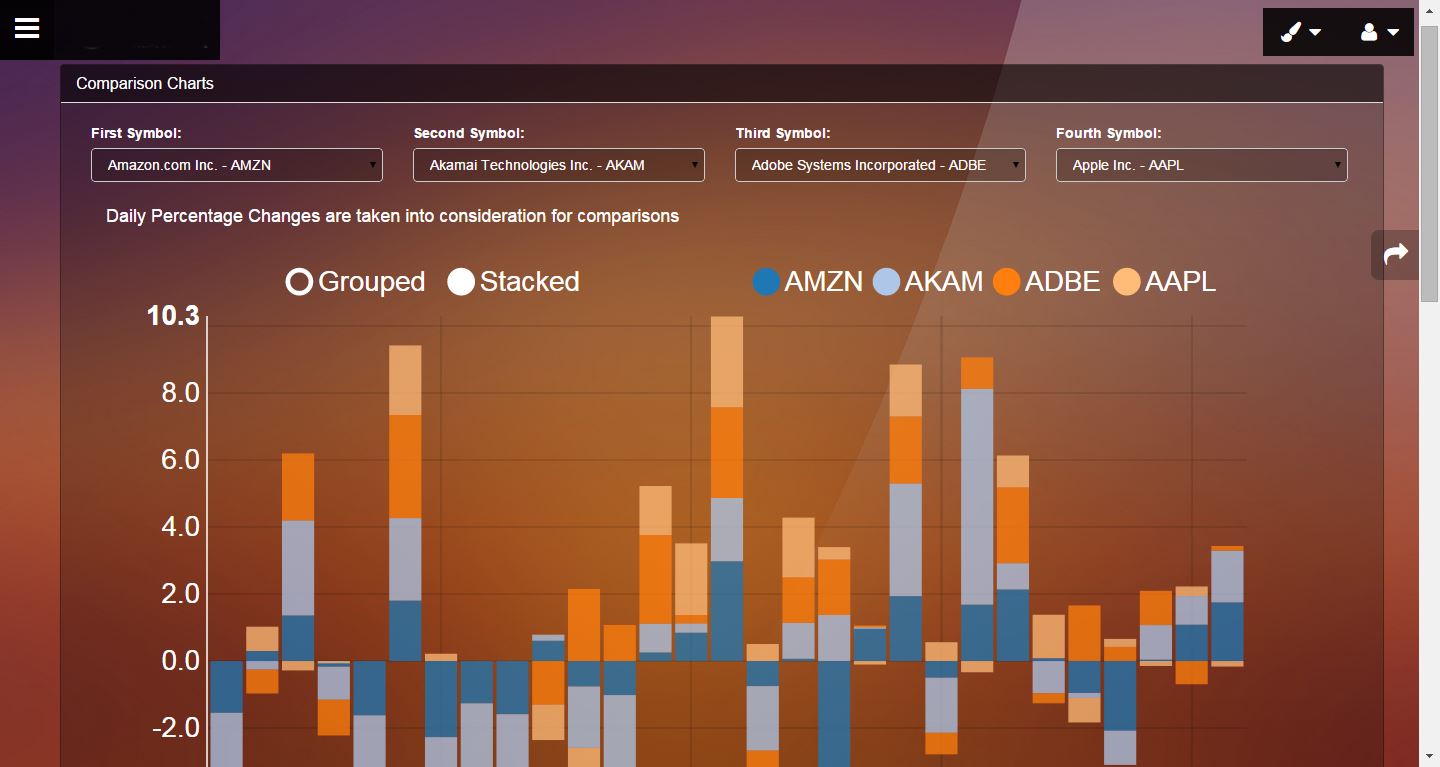 Comparison Charts
First Symbol: Second Symbol: Third Symbol: Fourth Symbol:
Amazon.com Inc. - AMZN Akamai Technologies Inc. - AKAM Adobe Systems Incorporated - ADBE Apple Inc. - AAPL
Daily Percentage Changes are taken into consideration for comparisons
Grouped Stacked AMZN AKAM ADBE AAPL
10.3
8.0
6.0
4.0
2.0
0.0
-2.0